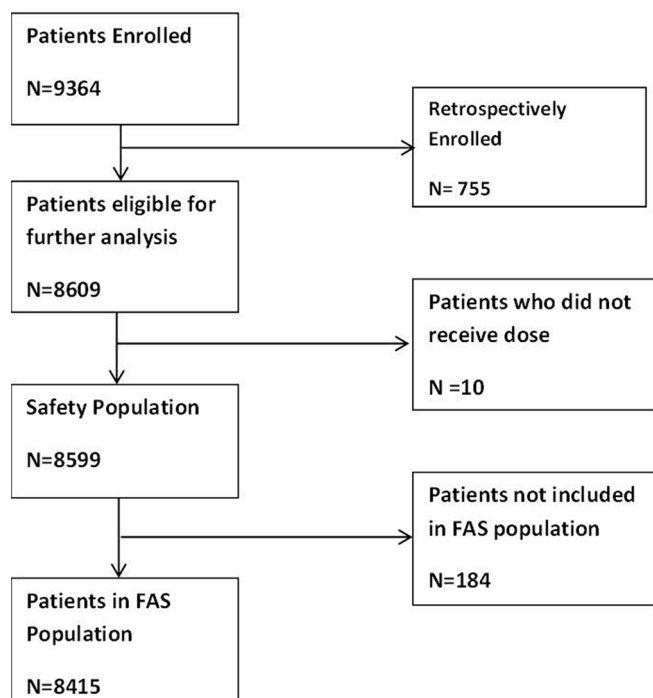 Patients Enrolled
N=9364
Retrospectively
Enrolled
N= 755
Patients eligible for
further analysis
N=8609
Patients who did not
receive dose
N =10
Safety Population
N=8599
Patients not included
in FAS population
N=184
Patients in FAS
Population
N=8415